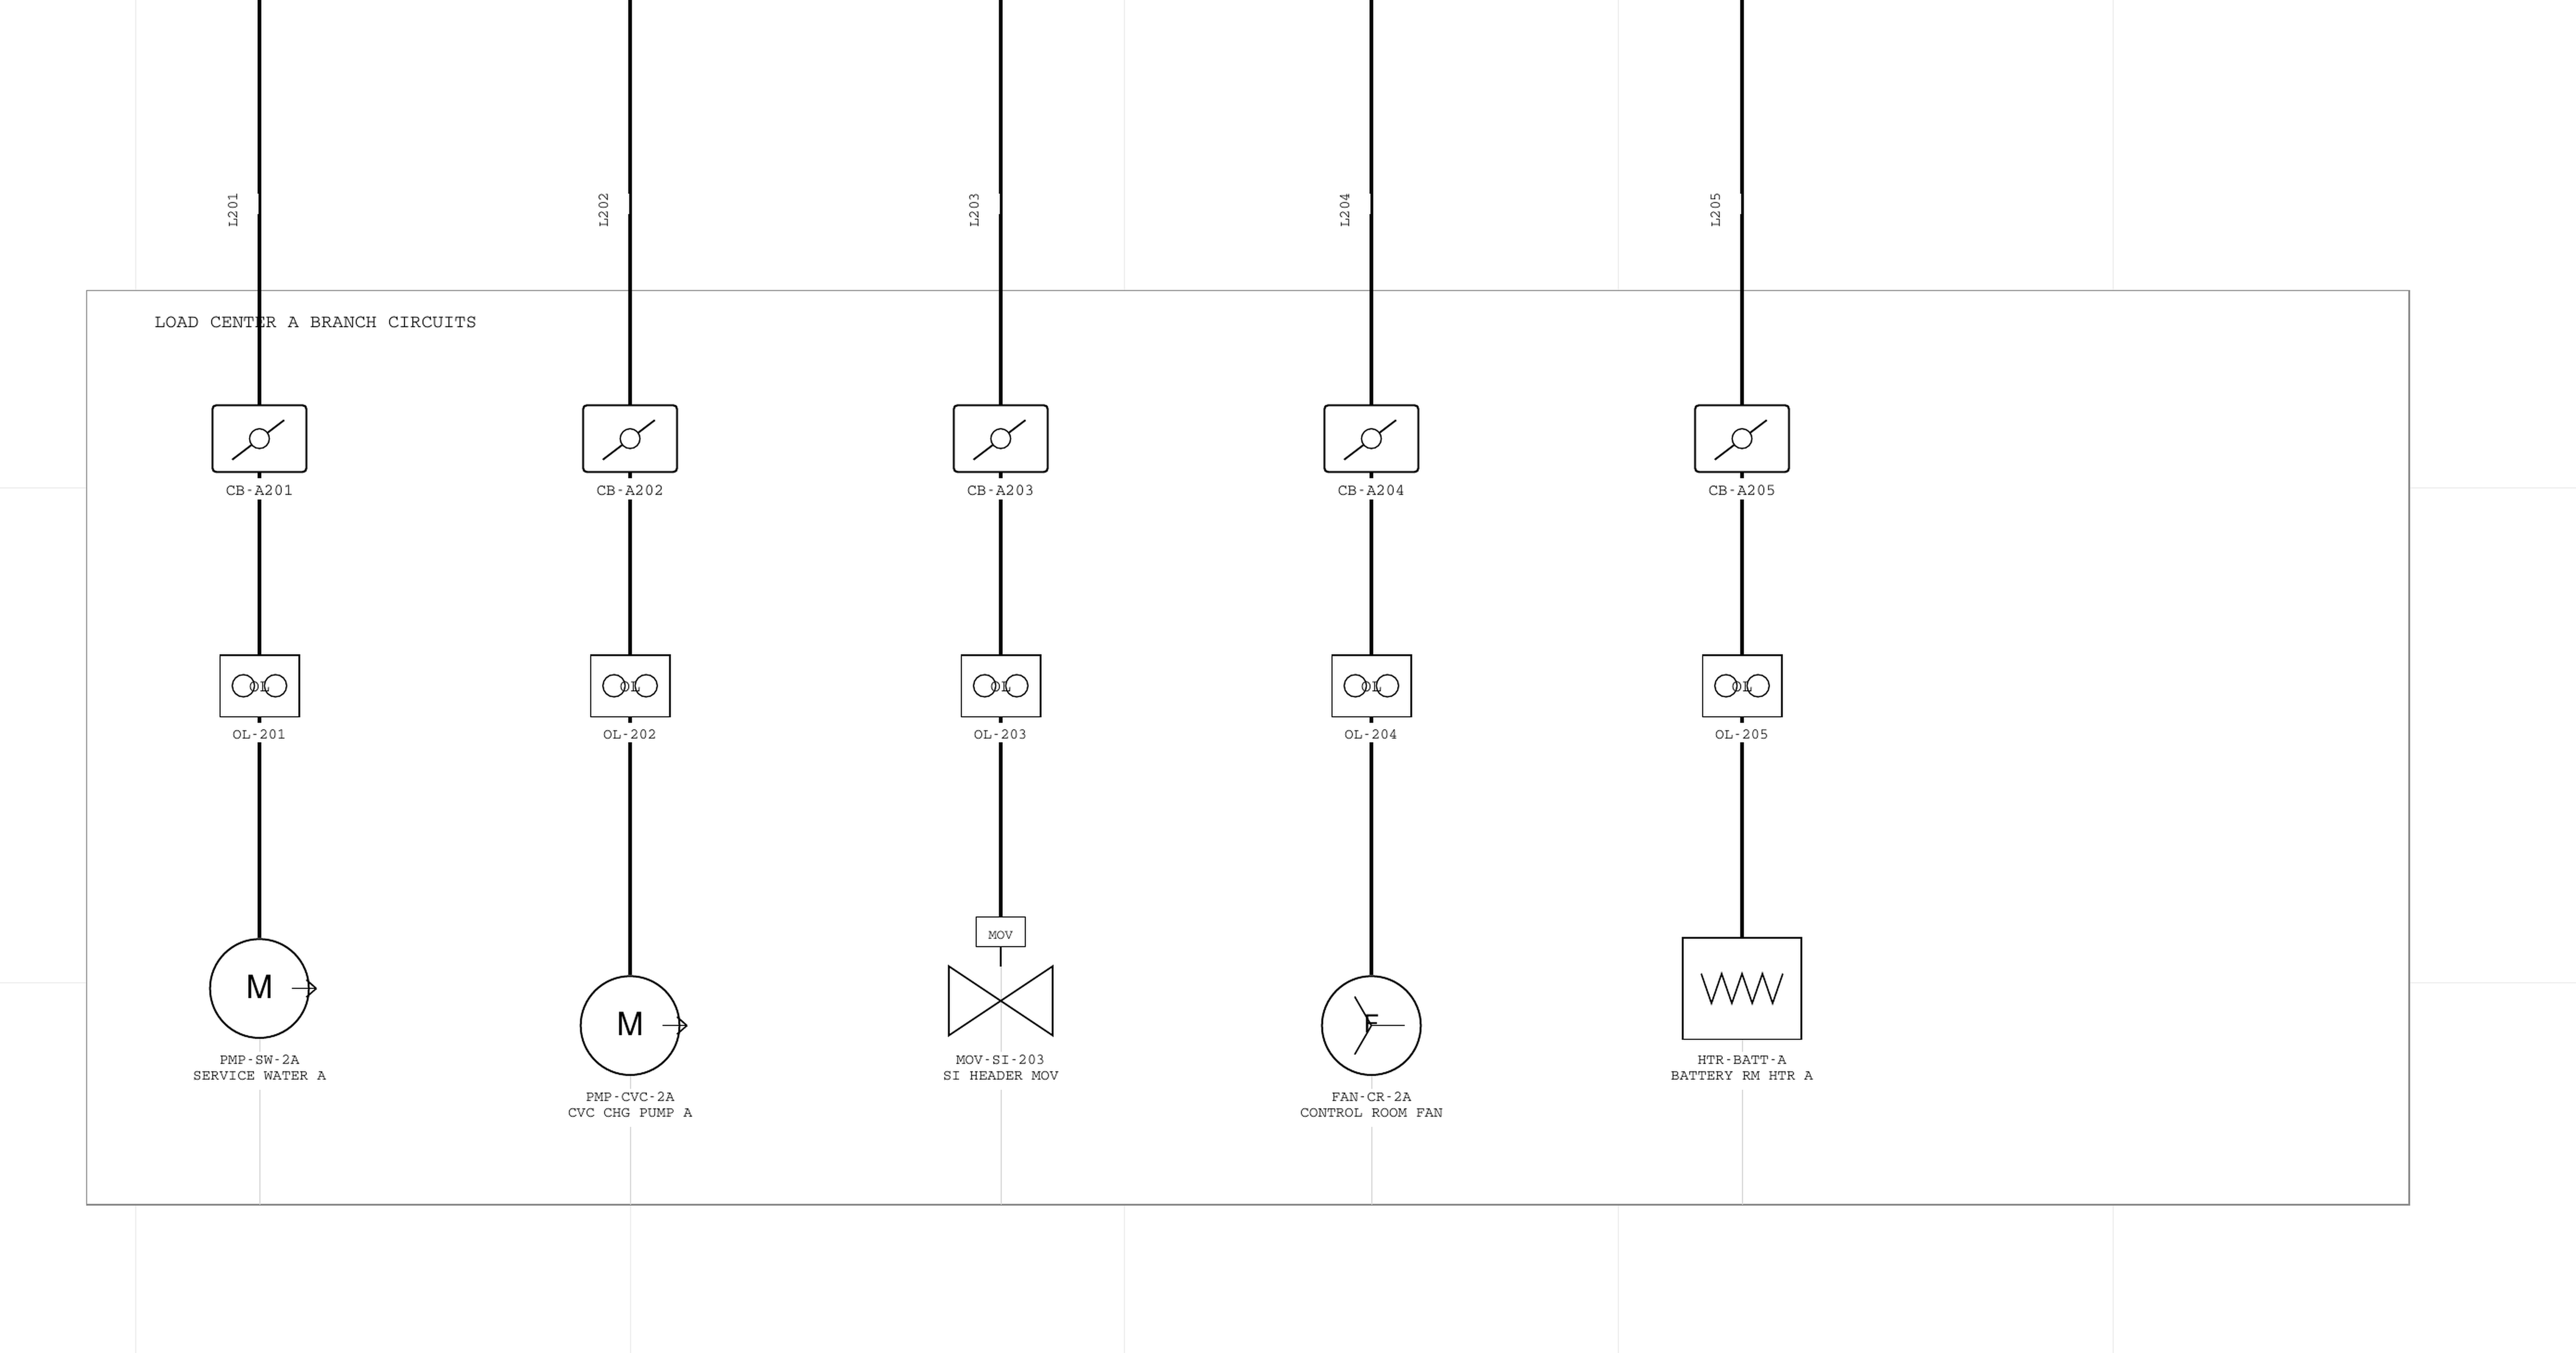 L201
L202
L203
L204
L205
LOAD CENTER A BRANCH CIRCUITS
CB-A201
CB-A202
CB-A203
CB-A204
CB-A205
OL
OL
OL
OL
OL
OL-201
OL-202
OL-203
OL-204
OL-205
MOV
M
M
F
PMP-SW-2A
SERVICE WATER A
PMP-CVC-2A
CVC CHG PUMP A
MOV-SI-203
SI HEADER MOV
FAN-CR-2A
CONTROL ROOM FAN
HTR-BATT-A
BATTERY RM HTR A